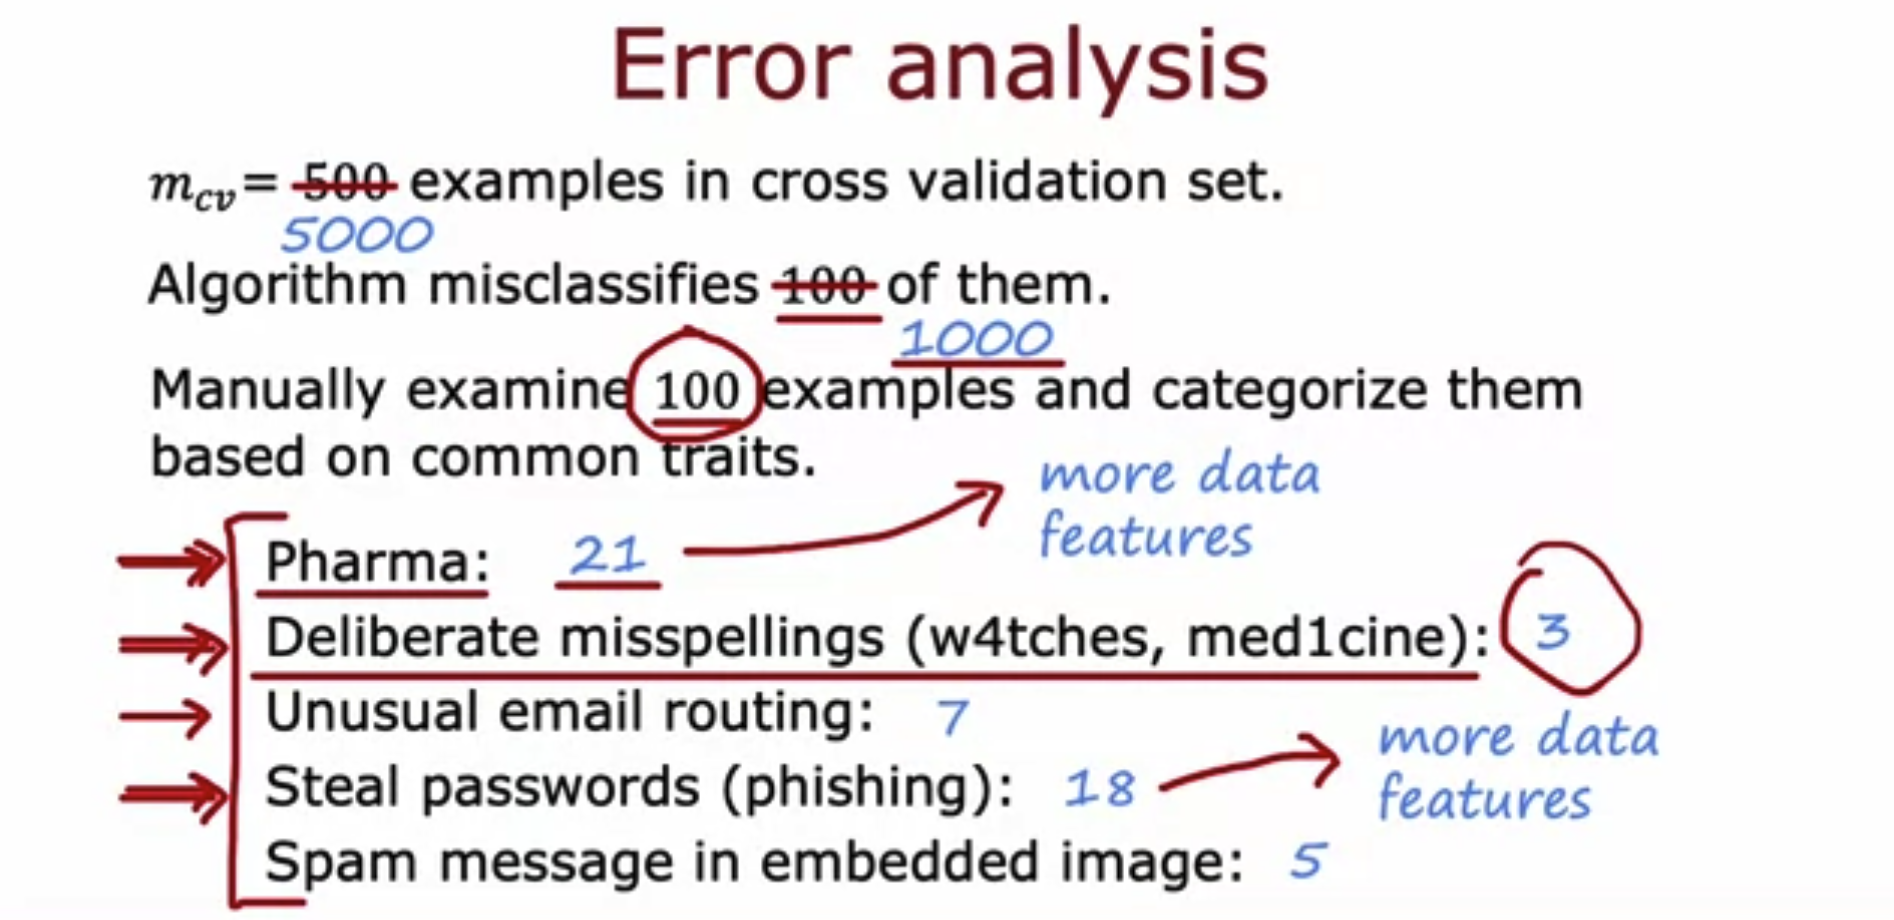 Error analysis
m_cv = 500 examples in cross validation set.
5000
Algorithm misclassifies 100 of them.
1000
Manually examine 100 examples and categorize them
based on common traits.
more data
features
Pharma: 21
Deliberate misspellings (w4tches, med1cine): 3
Unusual email routing: 7
more data
features
Steal passwords (phishing): 18
Spam message in embedded image: 5